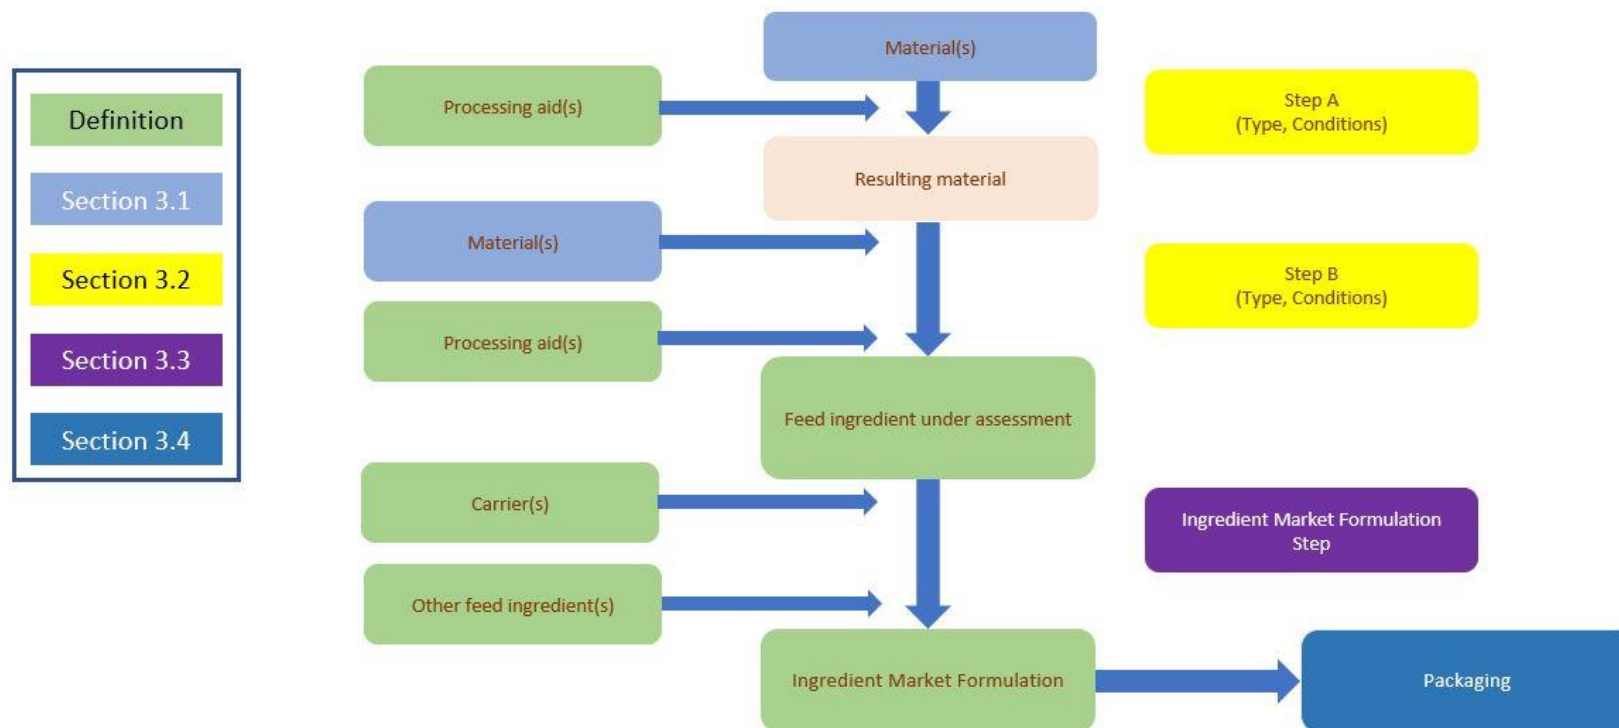 Definition
Section 3.1
Section 3.2
Section 3.3
Section 3.4
Material(s)
Processing aid(s)
Step A
(Type, Conditions)
Resulting material
Material(s)
Step B
(Type, Conditions)
Processing aid(s)
Feed ingredient under assessment
Carrier(s)
Ingredient Market Formulation
Step
Other feed ingredient(s)
Ingredient Market Formulation
Packaging